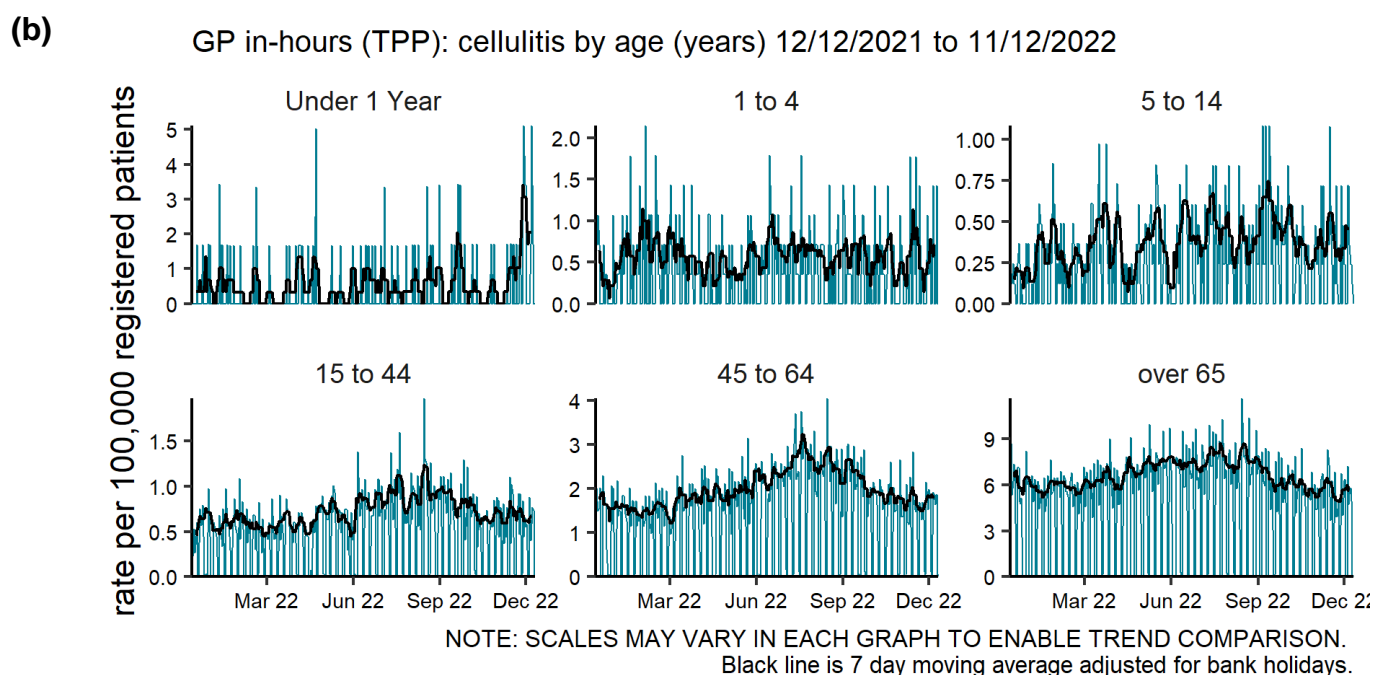 (b)
GP in-hours (TPP): cellulitis by age (years) 12/12/2021 to 11/12/2022
rate per 100,000 registered patients
Under 1 Year
5
4
3
2
1
0
1 to 4
2.0
1.5
1.0
0.5
0.0
5 to 14
1.00
0.75
0.50
0.25
0.00
15 to 44
1.5
1.0
0.5
0.0
Mar 22 Jun 22 Sep 22 Dec 22
45 to 64
4
3
2
1
0
Mar 22 Jun 22 Sep 22 Dec 22
over 65
9
6
3
0
Mar 22 Jun 22 Sep 22 Dec
NOTE: SCALES MAY VARY IN EACH GRAPH TO ENABLE TREND COMPARISON.
Black line is 7 day moving average adjusted for bank holidays.